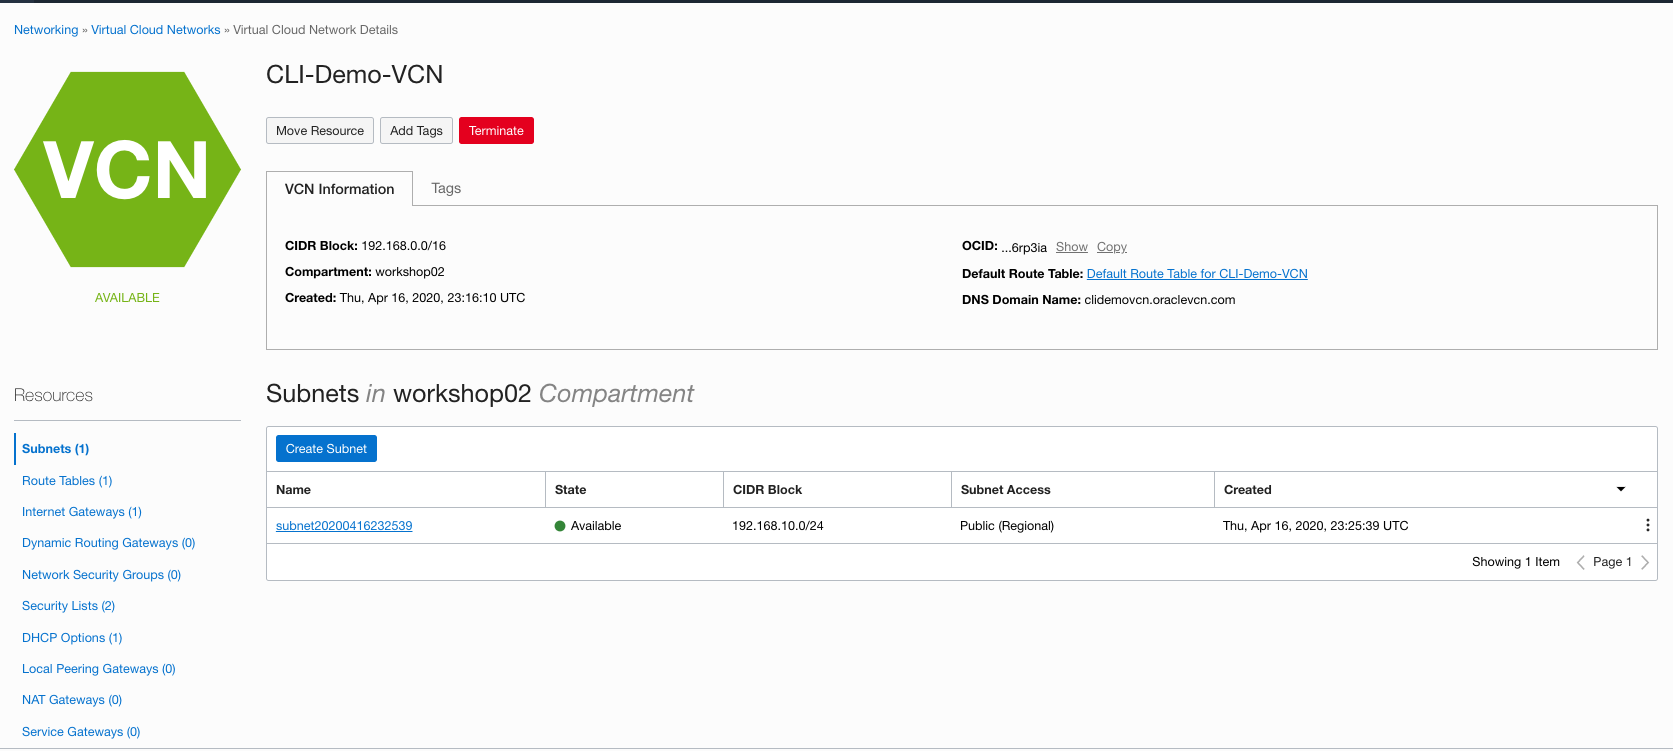 Networking » Virtual Cloud Networks » Virtual Cloud Network Details
VCN
AVAILABLE
CLI-Demo-VCN
Move Resource Add Tags Terminate
VCN Information Tags
CIDR Block: 192.168.0.0/16
Compartment: workshop02
Created: Thu, Apr 16, 2020, 23:16:10 UTC
OCID: ...6rp3ia Show Copy
Default Route Table: Default Route Table for CLI-Demo-VCN
DNS Domain Name: clidemovcn.oraclevcn.com
Resources
Subnets (1)
Route Tables (1)
Internet Gateways (1)
Dynamic Routing Gateways (0)
Network Security Groups (0)
Security Lists (2)
DHCP Options (1)
Local Peering Gateways (0)
NAT Gateways (0)
Service Gateways (0)
Subnets in workshop02 Compartment
Create Subnet
Name State CIDR Block Subnet Access Created
subnet20200416232539 Available 192.168.10.0/24 Public (Regional) Thu, Apr 16, 2020, 23:25:39 UTC
Showing 1 Item Page 1